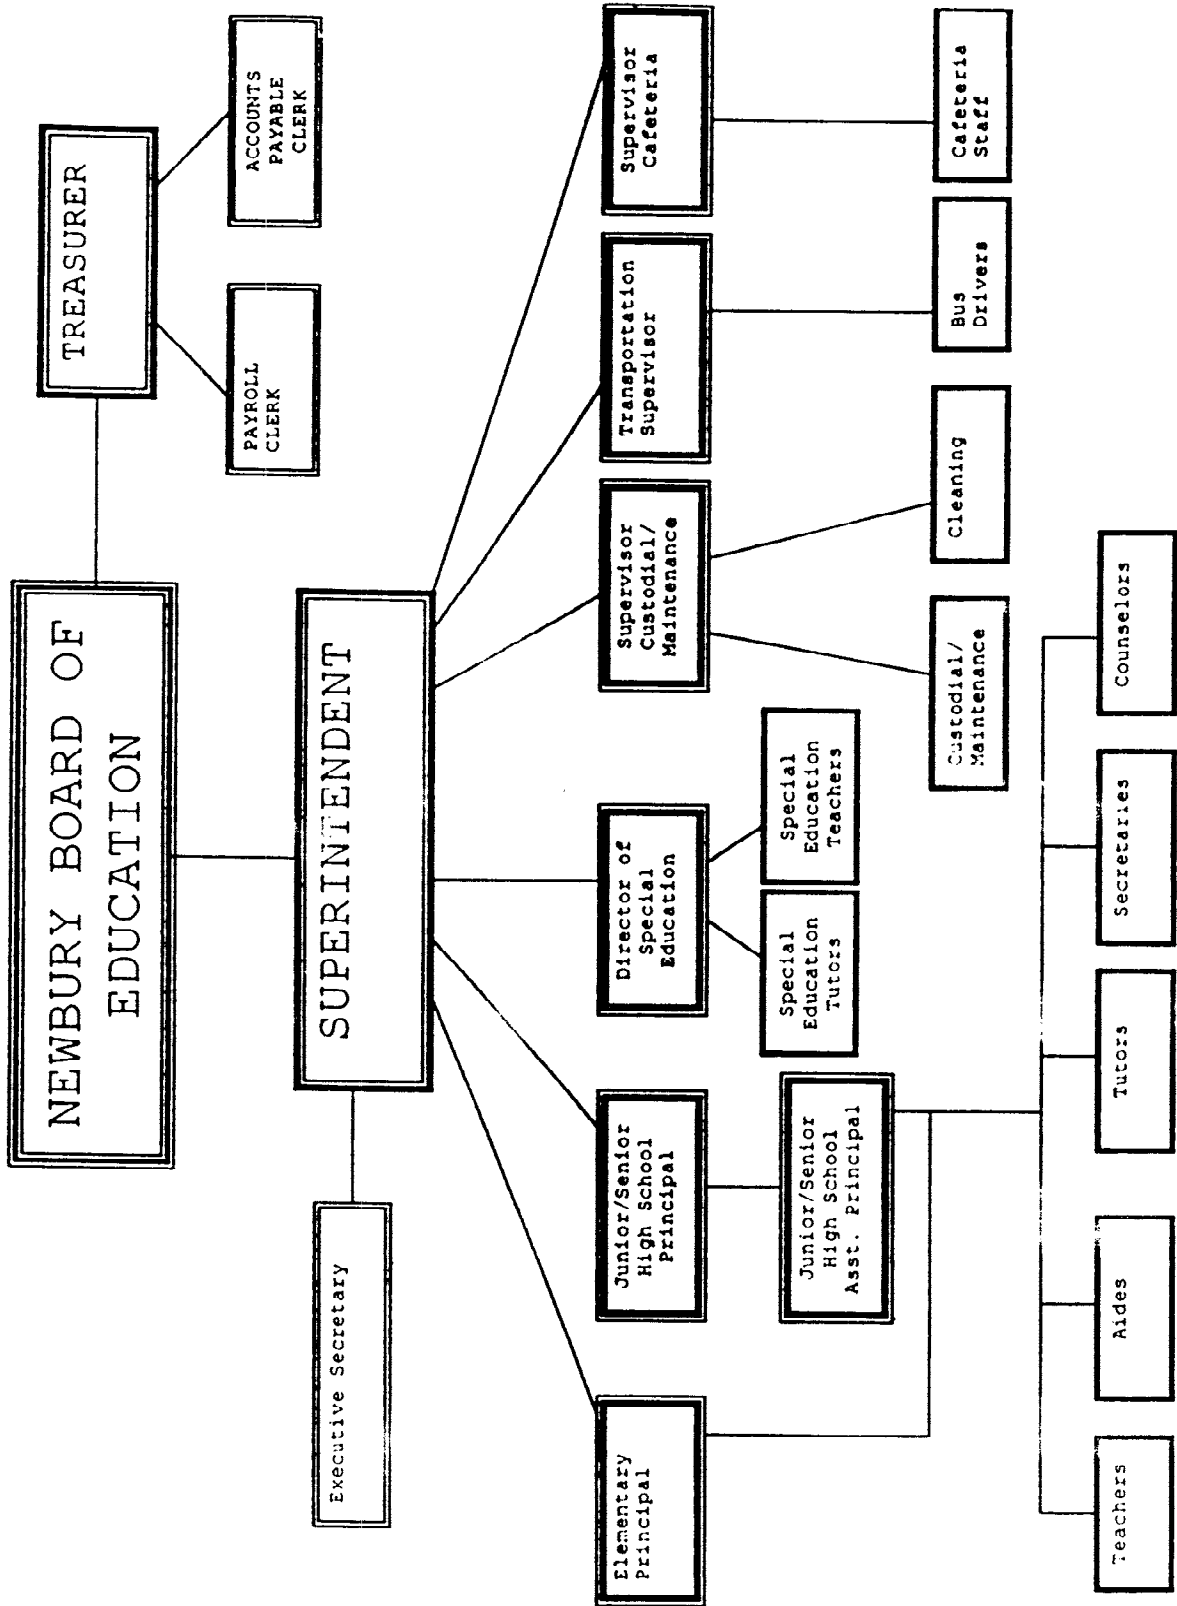 NEWBURY BOARD OF
EDUCATION
TREASURER
PAYROLL
CLERK
ACCOUNTS
PAYABLE
CLERK
SUPERINTENDENT
Executive Secretary
Elementary
Principal
Junior/Senior
High School
Principal
Director of
Special
Education
Supervisor
Custodial/
Maintenance
Transportation
Supervisor
Supervisor
Cafeteria
Junior/Senior
High School
Asst. Principal
Special
Education
Tutors
Special
Education
Teachers
Custodial/
Maintenance
Cleaning
Bus
Drivers
Cafeteria
Staff
Teachers
Aides
Tutors
Secretaries
Counselors